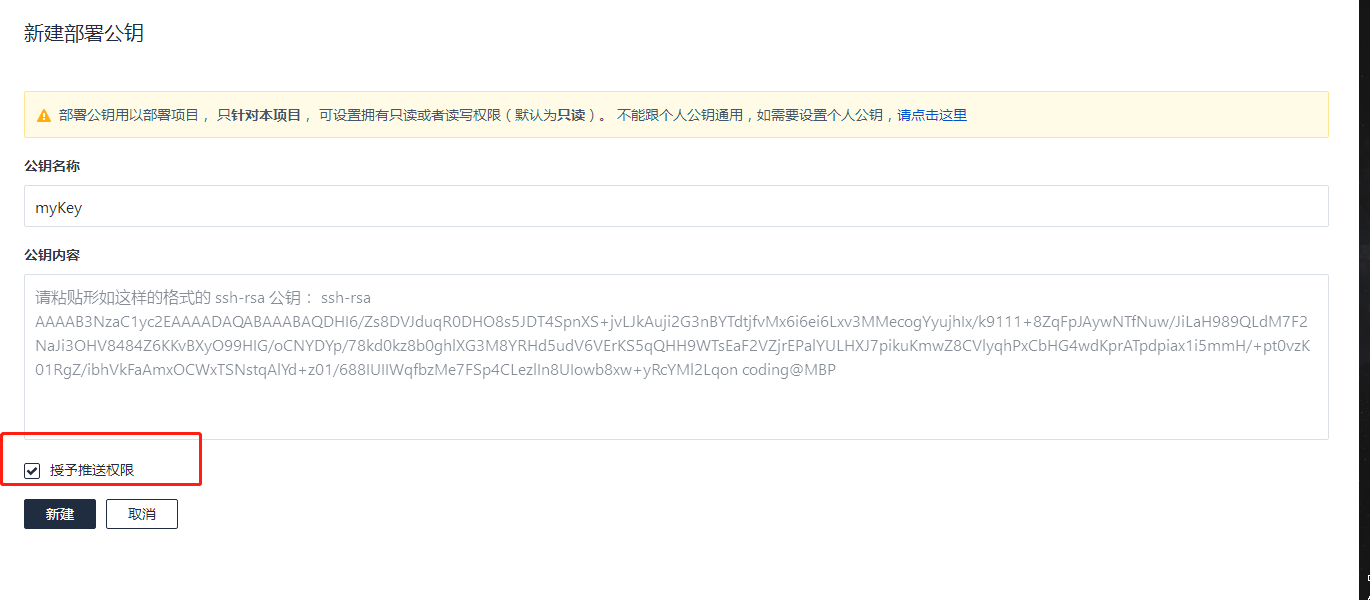 新建部署公钥
部署公钥用以部署项目，只针对本项目，可设置拥有只读或者读写权限（默认为只读）。 不能跟个人公钥通用，如需要设置个人公钥，请点击这里
公钥名称
myKey
公钥内容
请粘贴形如这样的格式的 ssh-rsa 公钥： ssh-rsa
AAAAB3NzaC1yc2EAAAADAQABAAABAQDHI6/Zs8DVJduqR0DHO8s5JDT4SpnXS+jvLJkAuji2G3nBYTdtjfvMx6i6ei6Lxv3MMecogYyujhIx/k9111+8ZqFpJAywNTfNuw/JiLaH989QLdM7F2
NaJi3OHV8484Z6KKvBXyO99HIG/oCNYDYp/78kd0kz8b0ghlXG3M8YRHd5udV6VErKS5qQHH9WTsEaF2VZjrEPalYULHXJ7pikuKmwZ8CVlyqhPxCbHG4wdKprATpdpiax1i5mmH/+pt0vzK
01RgZ/ibhVkFaAmxOCWxTSNstqAlYd+z01/688IUIIWqfbzMe7FSp4CLezlIn8UIowb8xw+yRcYMl2Lqon coding@MBP
授予推送权限
新建 取消